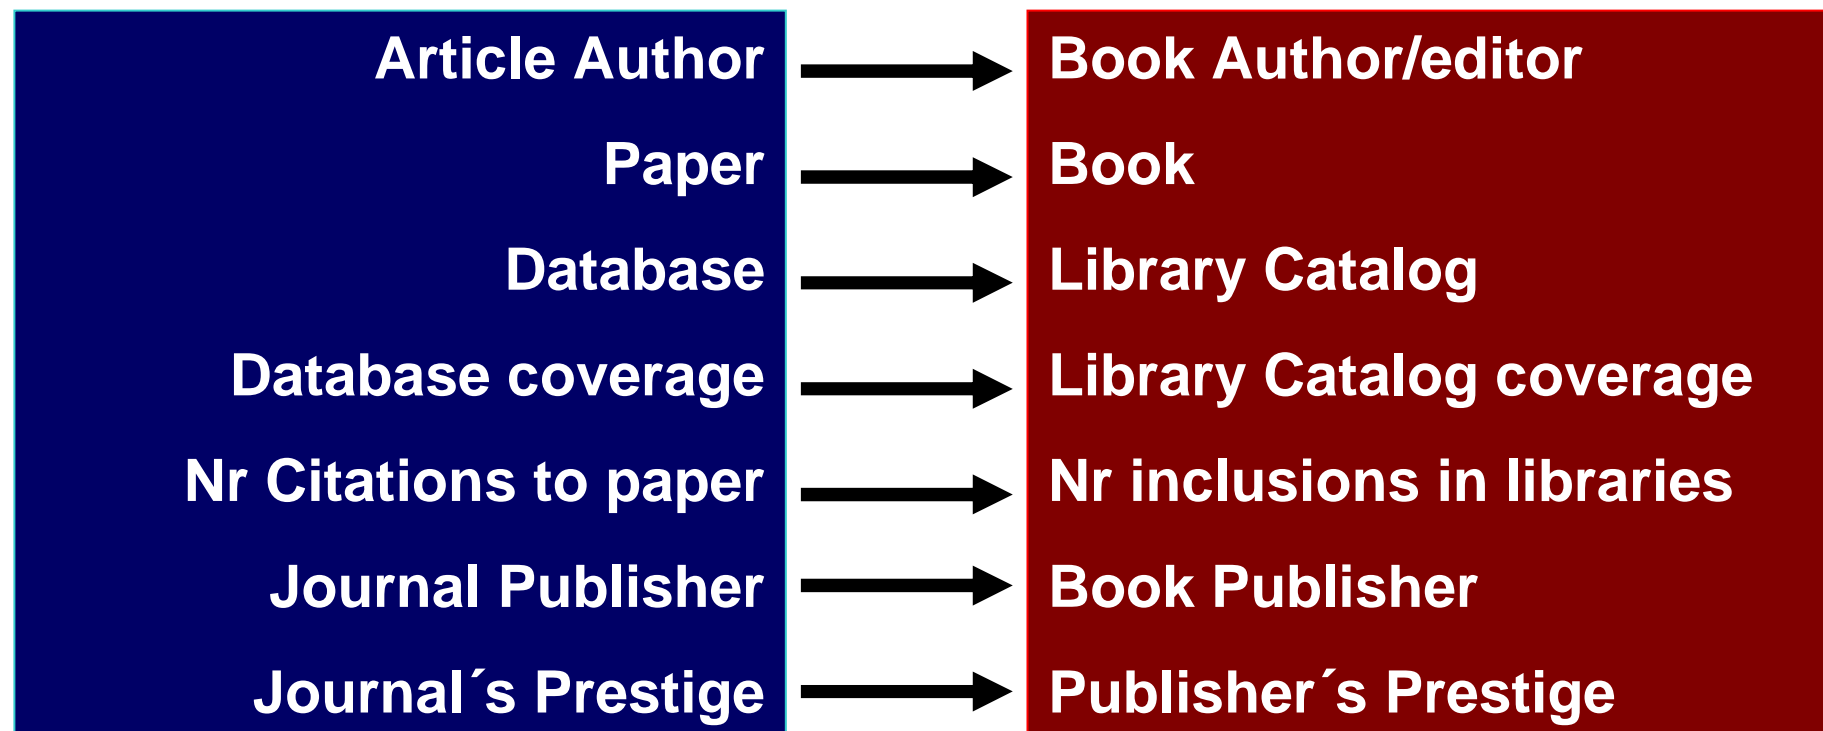 Article Author Book Author/editor
Paper Book
Database Library Catalog
Database coverage Library Catalog coverage
Nr Citations to paper Nr inclusions in libraries
Journal Publisher Book Publisher
Journal´s Prestige Publisher´s Prestige